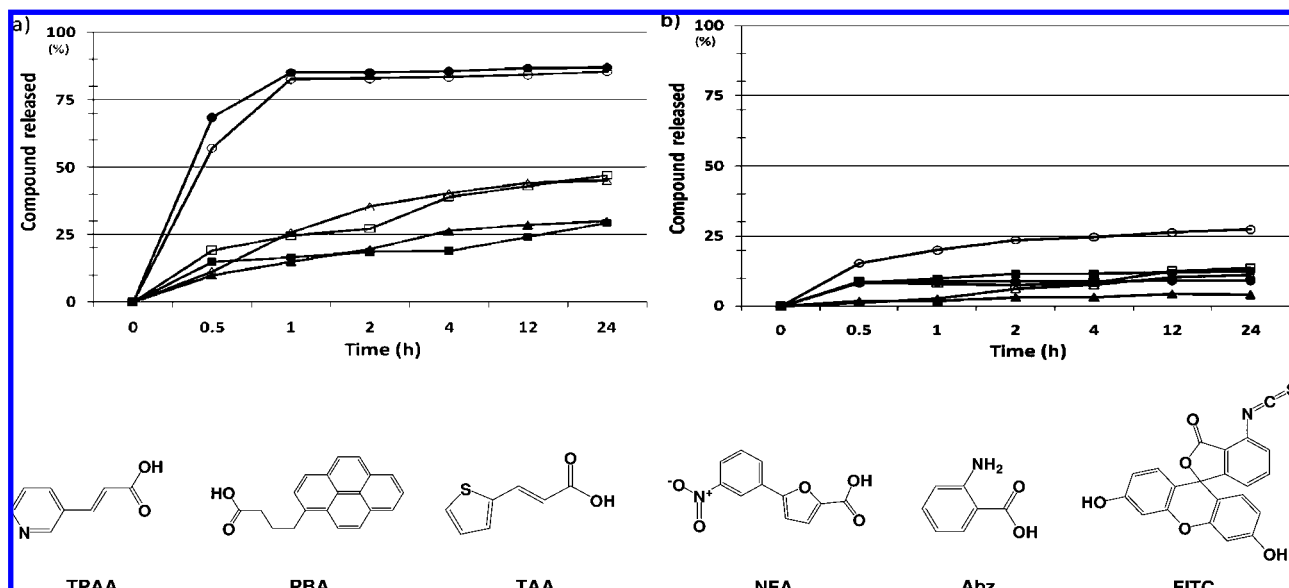 a)
100
(%)
75
50
25
0
Compound released
0 0.5 1 2 4 12 24
Time (h)
b)
100
(%)
75
50
25
0
Compound released
0 0.5 1 2 4 12 24
Time (h)
OH
O
N
HO
O
S
O
OH
-O
N+
O
O
OH
O
NH2
O
OH
N=C=S
O
O
HO
O
OH
TPAA PBA TAA NFA Abz FITC